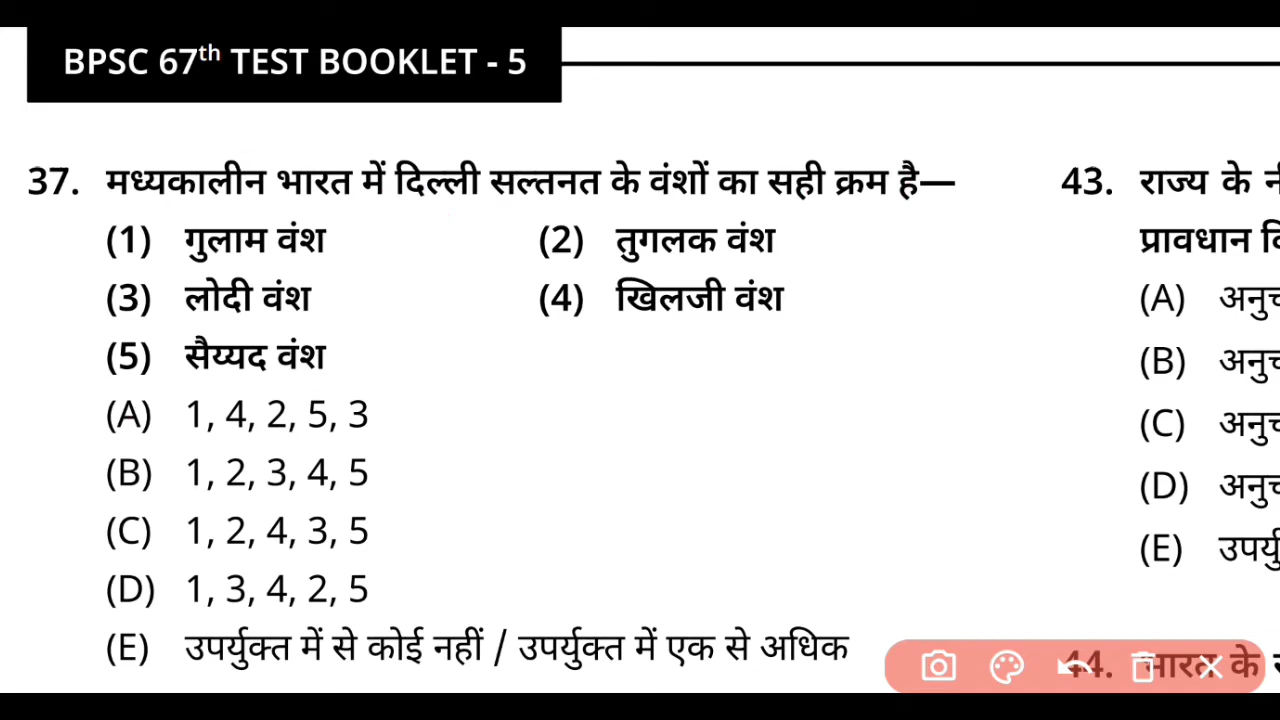 BPSC 67th TEST BOOKLET - 5
37. मध्यकालीन भारत में दिल्ली सल्तनत के वंशों का सही क्रम है—
(1) गुलाम वंश (2) तुगलक वंश
(3) लोदी वंश (4) खिलजी वंश
(5) सैय्यद वंश
(A) 1, 4, 2, 5, 3
(B) 1, 2, 3, 4, 5
(C) 1, 2, 4, 3, 5
(D) 1, 3, 4, 2, 5
(E) उपर्युक्त में से कोई नहीं / उपर्युक्त में एक से अधिक
43. राज्य के
प्रावधान
(A)
(B)
(C)
(D)
(E)
44. भारत के